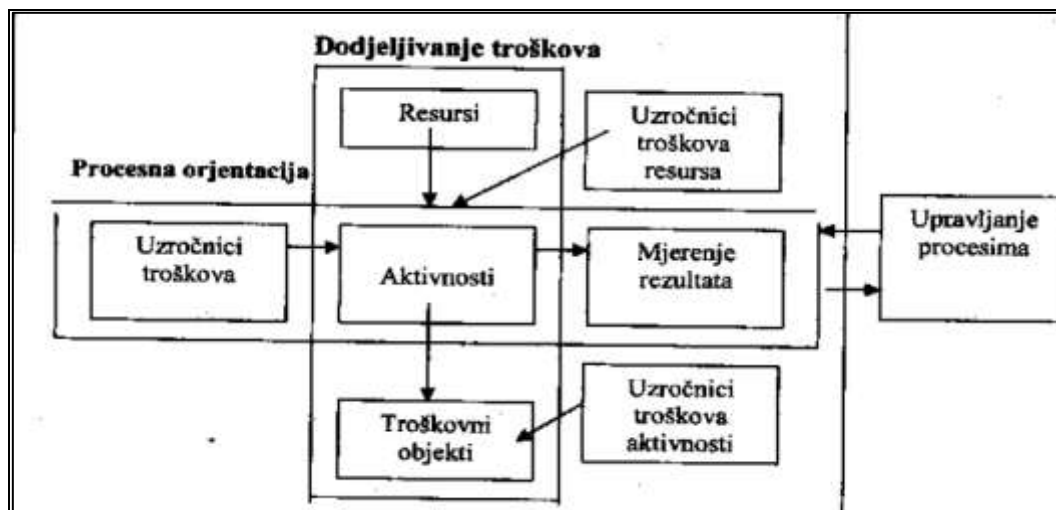 Dodjeljivanje troškova
Resursi
Uzročnici
troškova
resursa
Procesna orjentacija
Uzročnici
troškova
Aktivnosti
Mjerenje
rezultata
Upravljanje
procesima
Troškovni
objekti
Uzročnici
troškova
aktivnosti